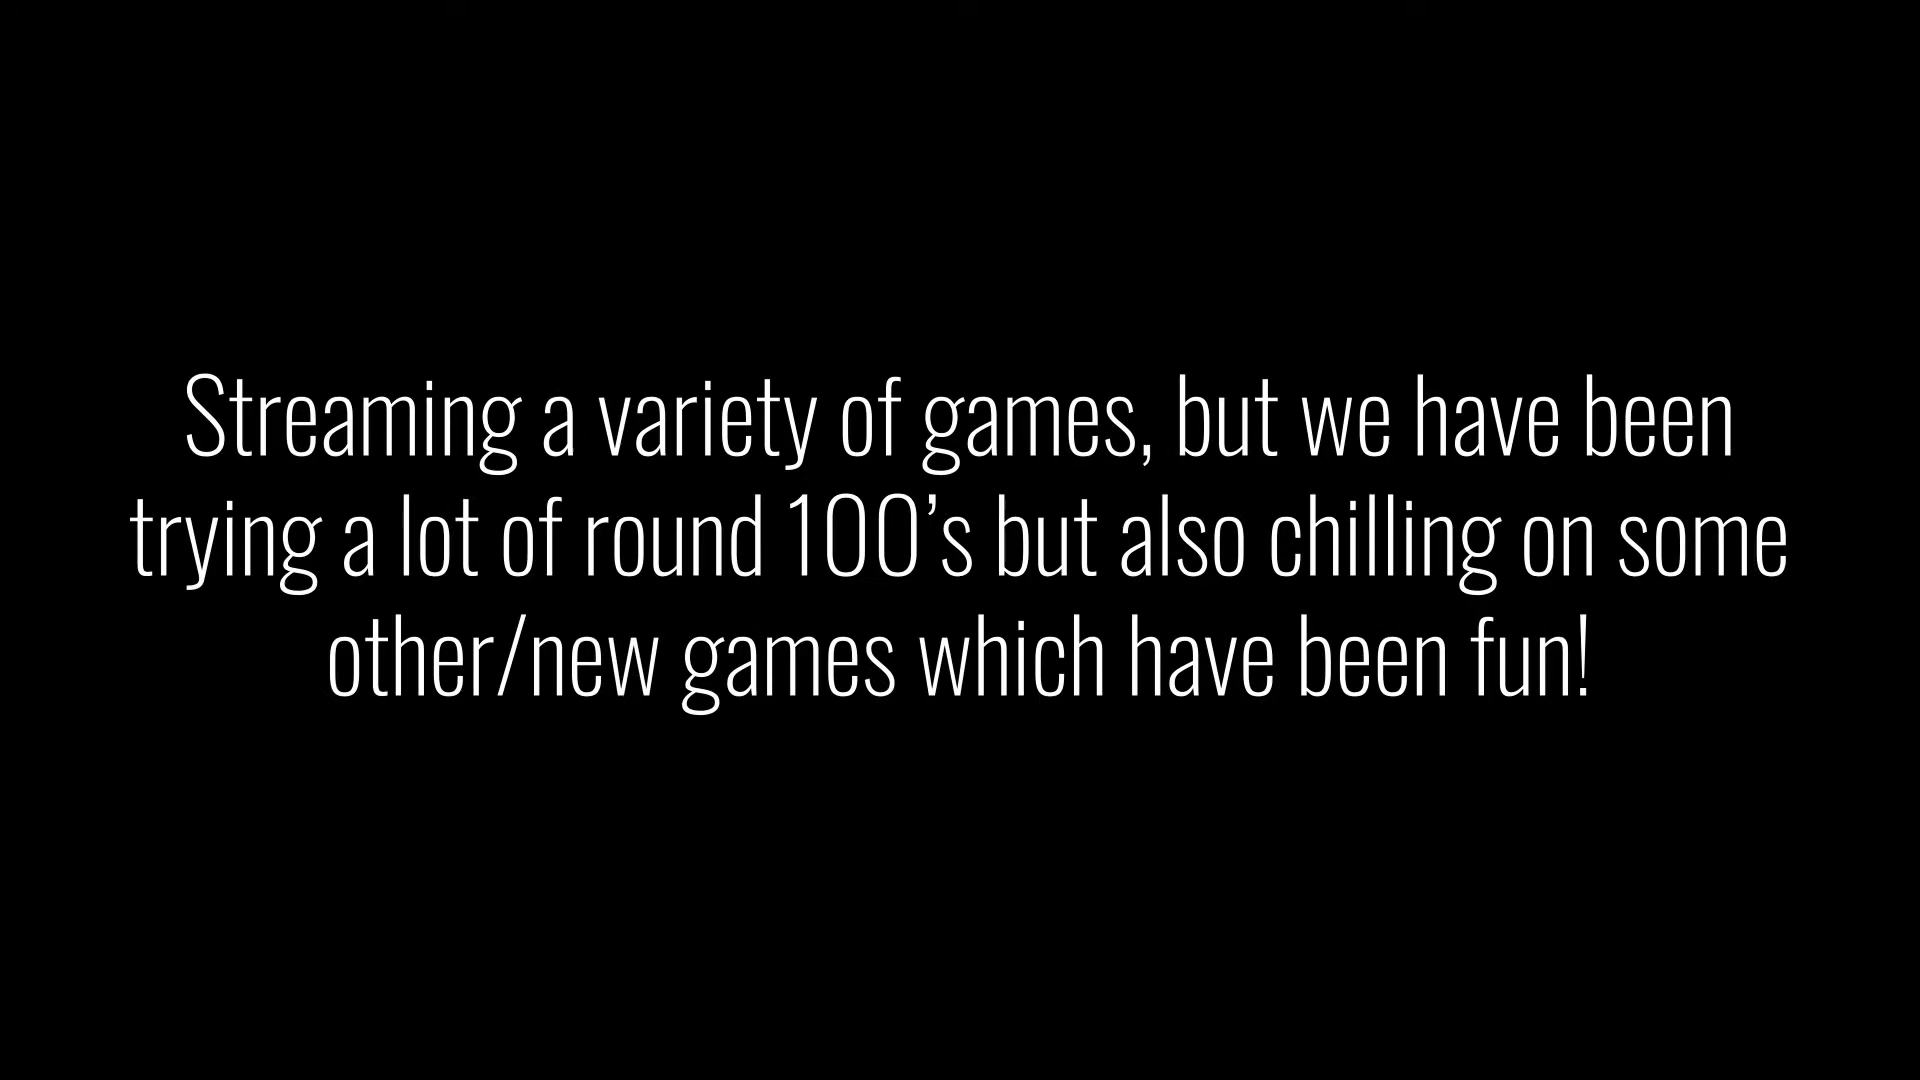 Streaming a variety of games, but we have been
trying a lot of round 100’s but also chilling on some
other/new games which have been fun!